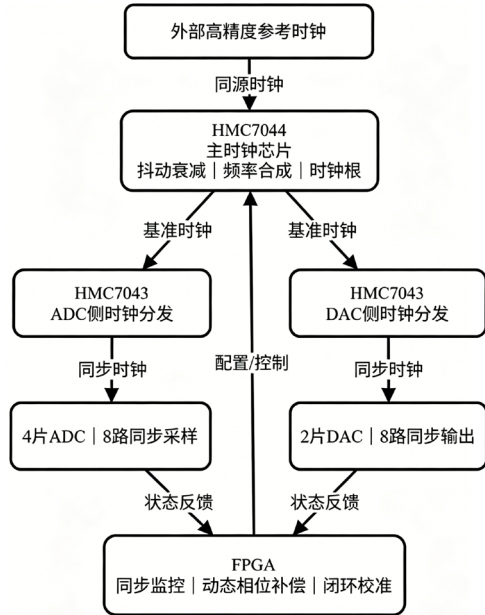 外部高精度参考时钟
同源时钟
HMC7044
主时钟芯片
抖动衰减｜频率合成｜时钟根
基准时钟
基准时钟
HMC7043
ADC侧时钟分发
HMC7043
DAC侧时钟分发
同步时钟
配置/控制
同步时钟
4片ADC｜8路同步采样
2片DAC｜8路同步输出
状态反馈
状态反馈
FPGA
同步监控｜动态相位补偿｜闭环校准